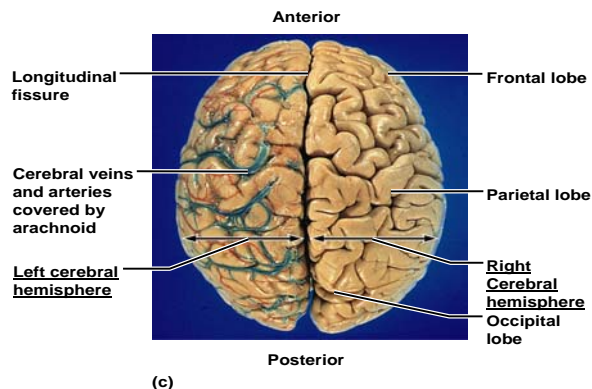 Anterior
Longitudinal
fissure
Frontal lobe
Cerebral veins
and arteries
covered by
arachnoid
Parietal lobe
Left cerebral
hemisphere
Right
Cerebral
hemisphere
Occipital
lobe
Posterior
(c)